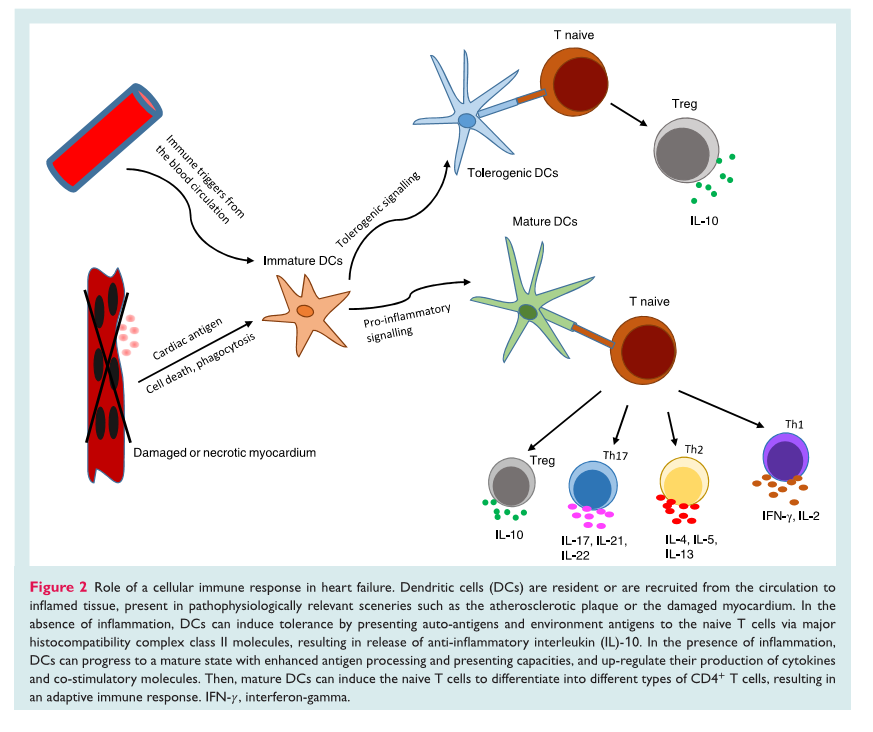 T naive
Treg
Immune triggers from
the blood circulation
Tolerogenic signalling
Tolerogenic DCs
IL-10
Mature DCs
Immature DCs
T naive
Pro-inflammatory
signalling
Cardiac antigen
Cell death, phagocytosis
Damaged or necrotic myocardium
Treg
Th17
Th2
Th1
IL-10
IL-17, IL-21,
IL-22
IL-4, IL-5,
IL-13
IFN-γ, IL-2
Figure 2 Role of a cellular immune response in heart failure. Dendritic cells (DCs) are resident or are recruited from the circulation to
inflamed tissue, present in pathophysiologically relevant sceneries such as the atherosclerotic plaque or the damaged myocardium. In the
absence of inflammation, DCs can induce tolerance by presenting auto-antigens and environment antigens to the naive T cells via major
histocompatibility complex class II molecules, resulting in release of anti-inflammatory interleukin (IL)-10. In the presence of inflammation,
DCs can progress to a mature state with enhanced antigen processing and presenting capacities, and up-regulate their production of cytokines
and co-stimulatory molecules. Then, mature DCs can induce the naive T cells to differentiate into different types of CD4⁺ T cells, resulting in
an adaptive immune response. IFN-γ, interferon-gamma.